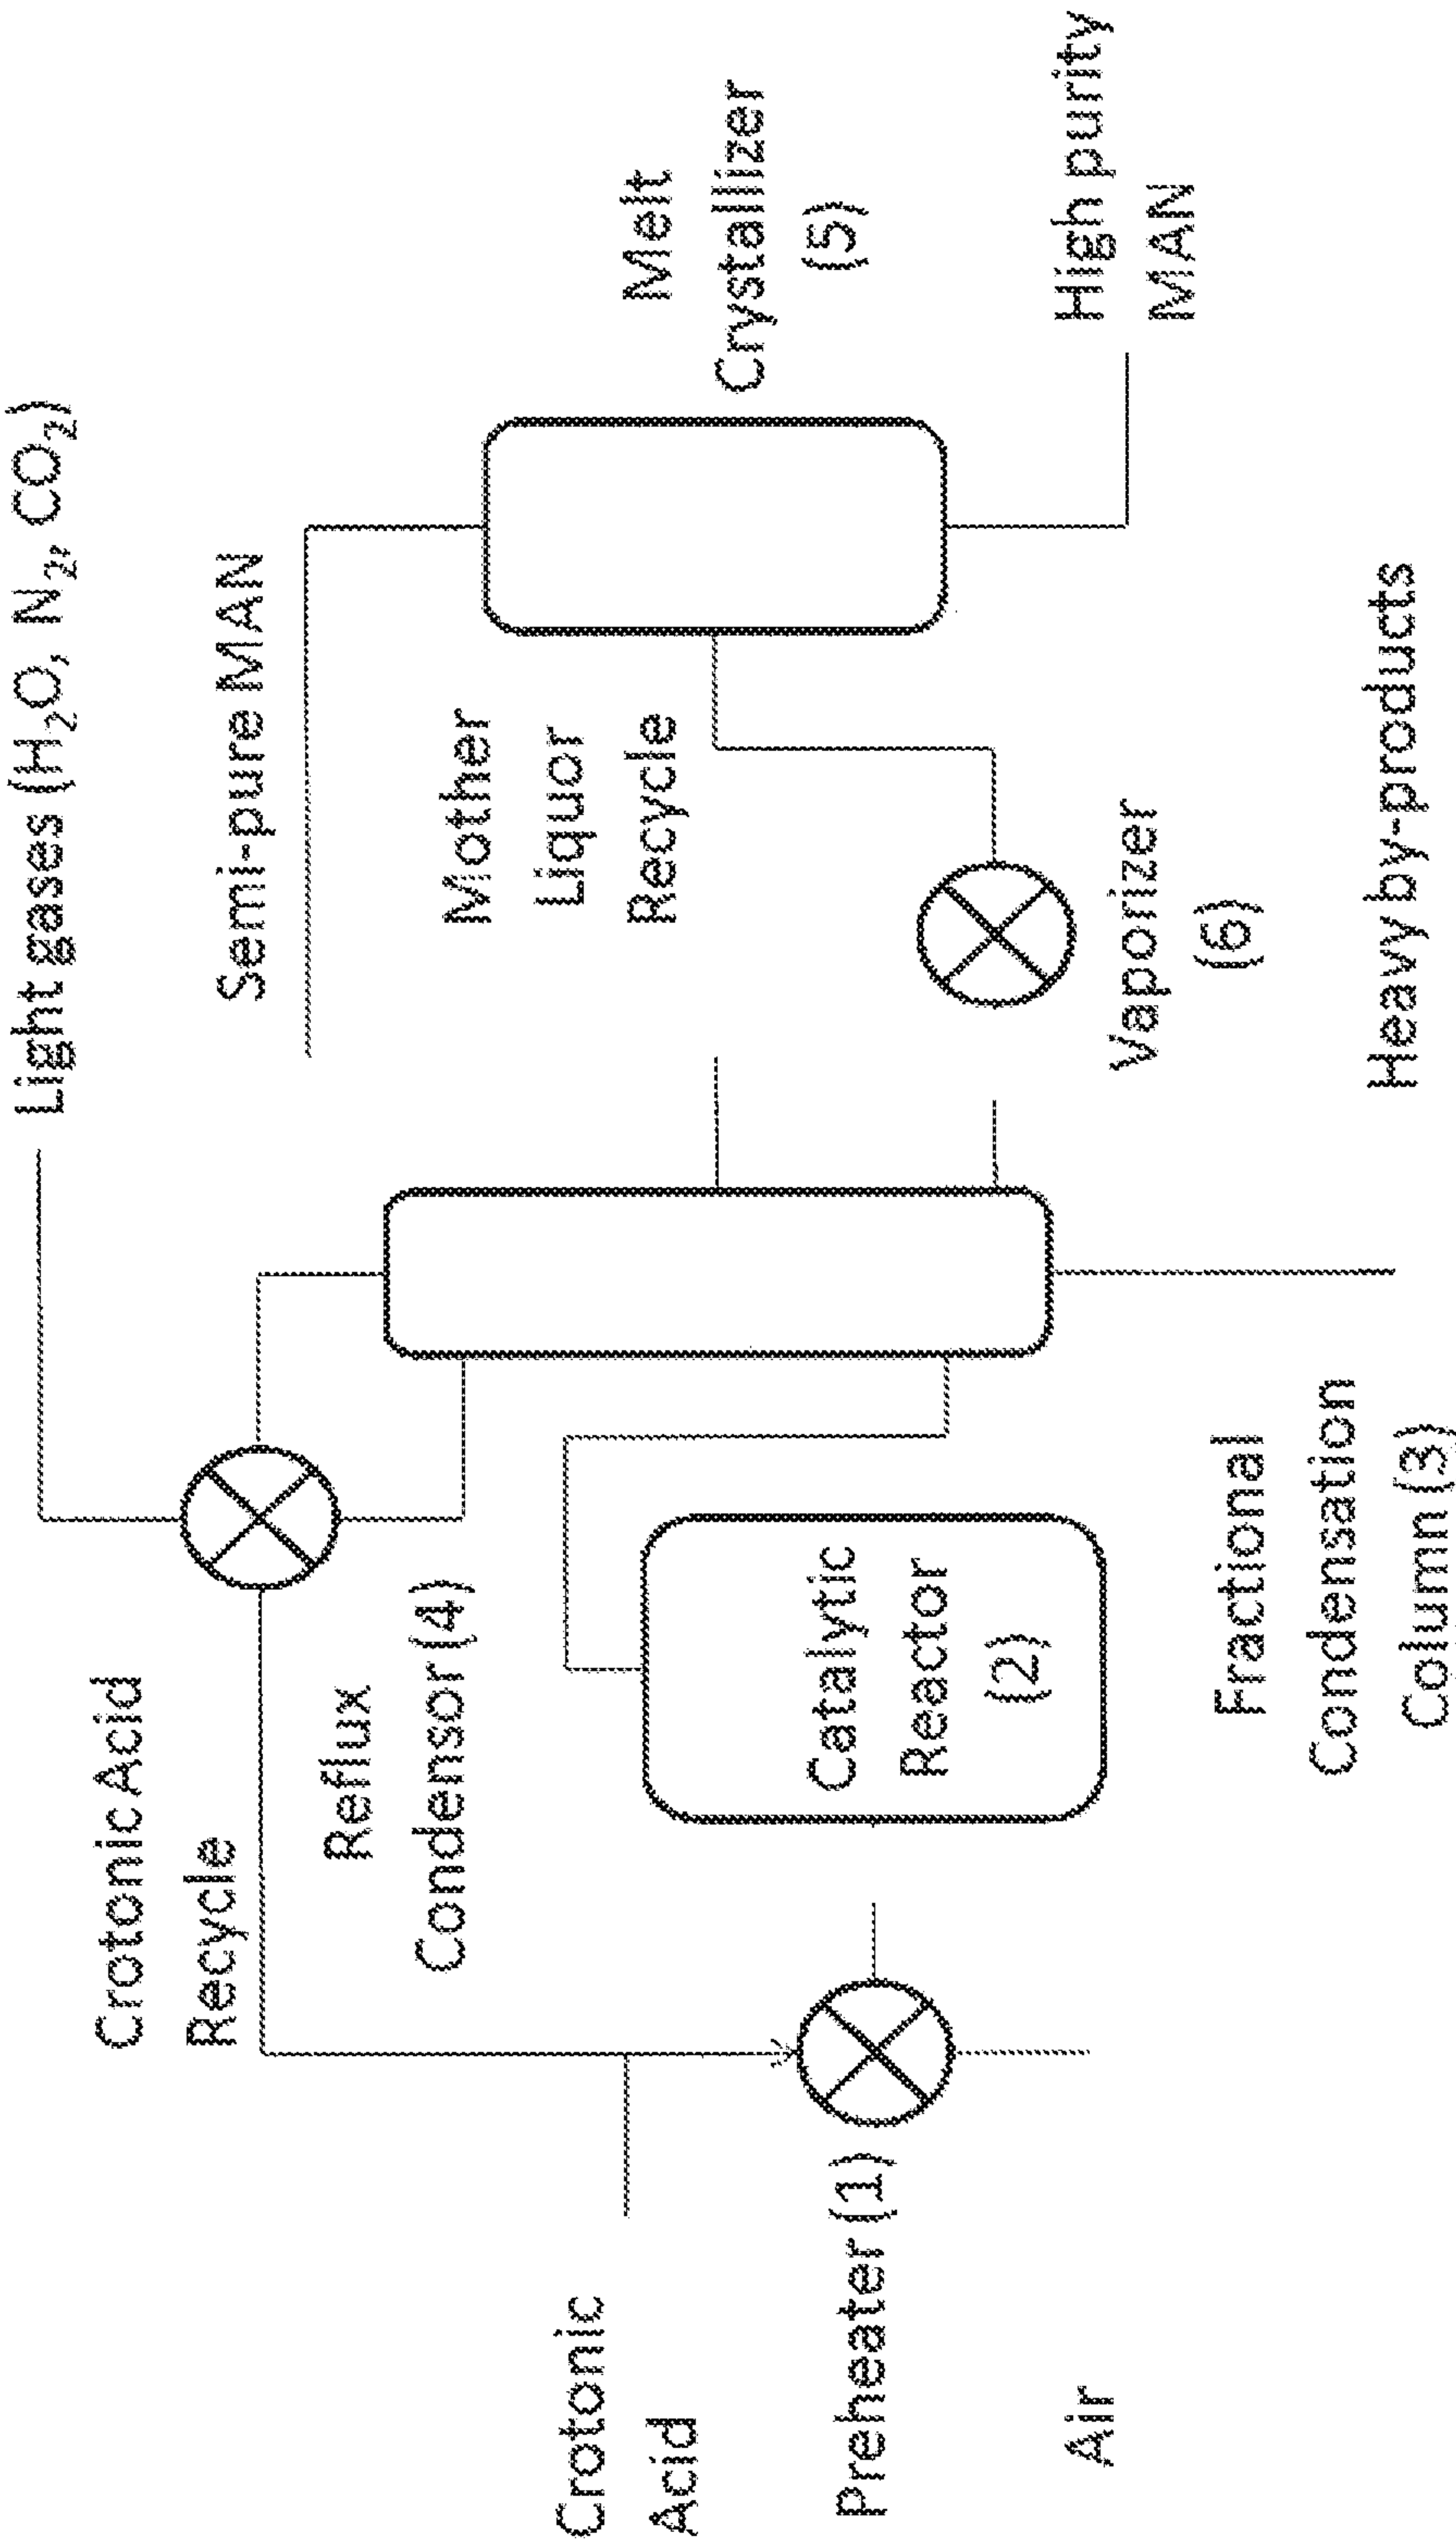 Light gases (H₂O, N₂, CO₂)
Crotonic Acid
Recycle
Semi-pure MAN
Reflux
Condensor (4)
Mother
Liquor
Recycle
Melt
Crystallizer
(5)
Crotonic
Acid
Catalytic
Reactor
(2)
Preheater (1)
Vaporizer
(6)
High purity
MAN
Air
Fractional
Condensation
Column (3)
Heavy by-products